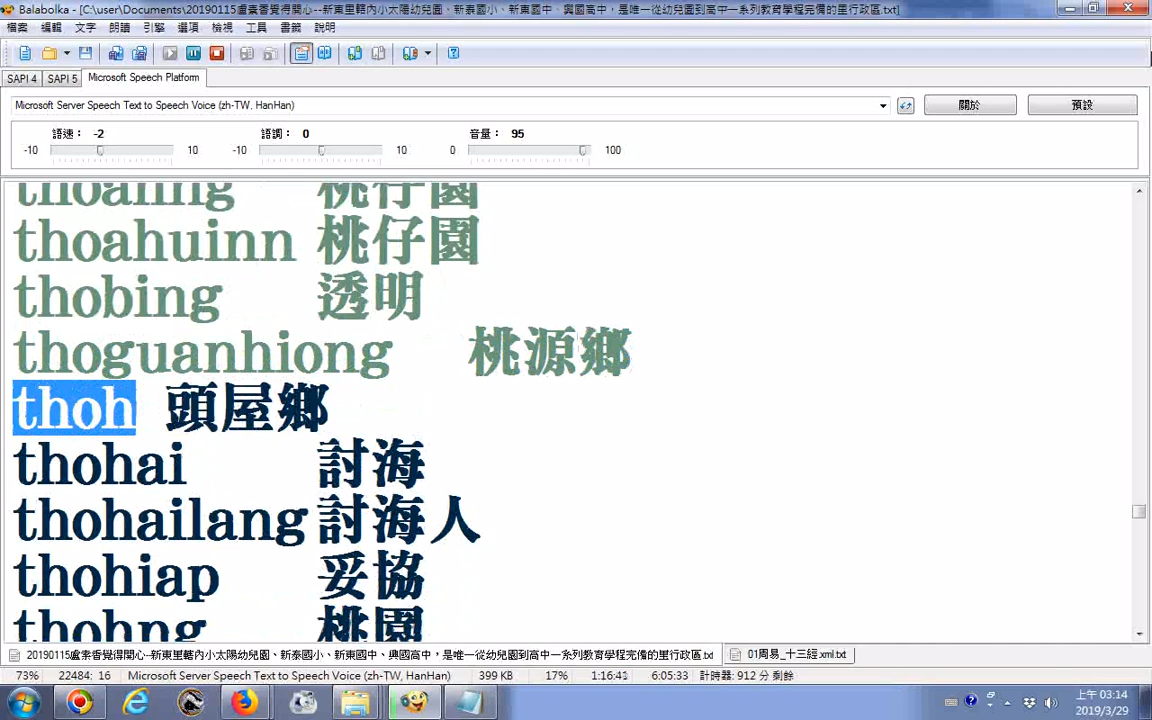 Balabolka - [C:\user\Documents\20190115盧素香覺得開心--新東里轄內小太陽幼兒園、新泰國小、新東國中、興國高中，是唯一從幼兒園到高中一系列教育學程完備的里行政區.txt]
檔案 編輯 文字 朗讀 引擎 選項 檢視 工具 書籤 說明
SAPI 4 SAPI 5 Microsoft Speech Platform
Microsoft Server Speech Text to Speech Voice (zh-TW, HanHan) 關於 預設
語速： -2 語調： 0 音量： 95
-10 10 -10 10 0 100
thoahng 桃仔園
thoahuinn 桃仔園
thobing 透明
thoguanhiong 桃源鄉
thoh 頭屋鄉
thohai 討海
thohailang 討海人
thohiap 妥協
thohng 桃園
20190115盧素香覺得開心--新東里轄內小太陽幼兒園、新泰國小、新東國中、興國高中，是唯一從幼兒園到高中一系列教育學程完備的里行政區.txt 01周易_十三經.xml.txt
73% 22484: 16 Microsoft Server Speech Text to Speech Voice (zh-TW, HanHan) 399 KB 17% 1:16:41 6:05:33 計時器: 912 分 剩餘
上午 03:14
2019/3/29